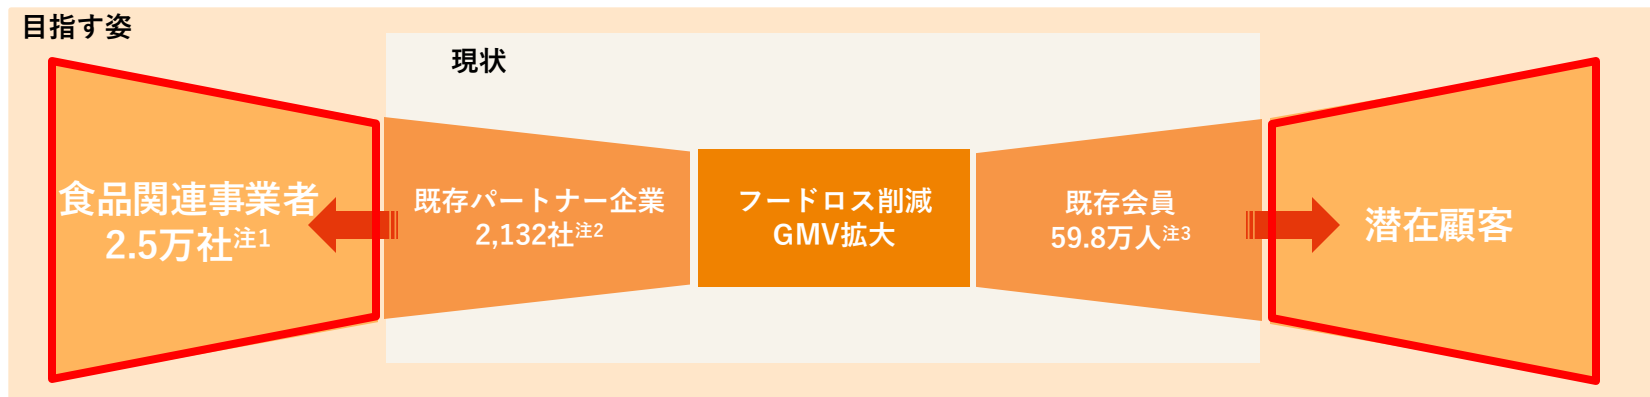 目指す姿
現状
食品関連事業者
2.5万社注1
既存パートナー企業
2,132社注2
フードロス削減
GMV拡大
既存会員
59.8万人注3
潜在顧客